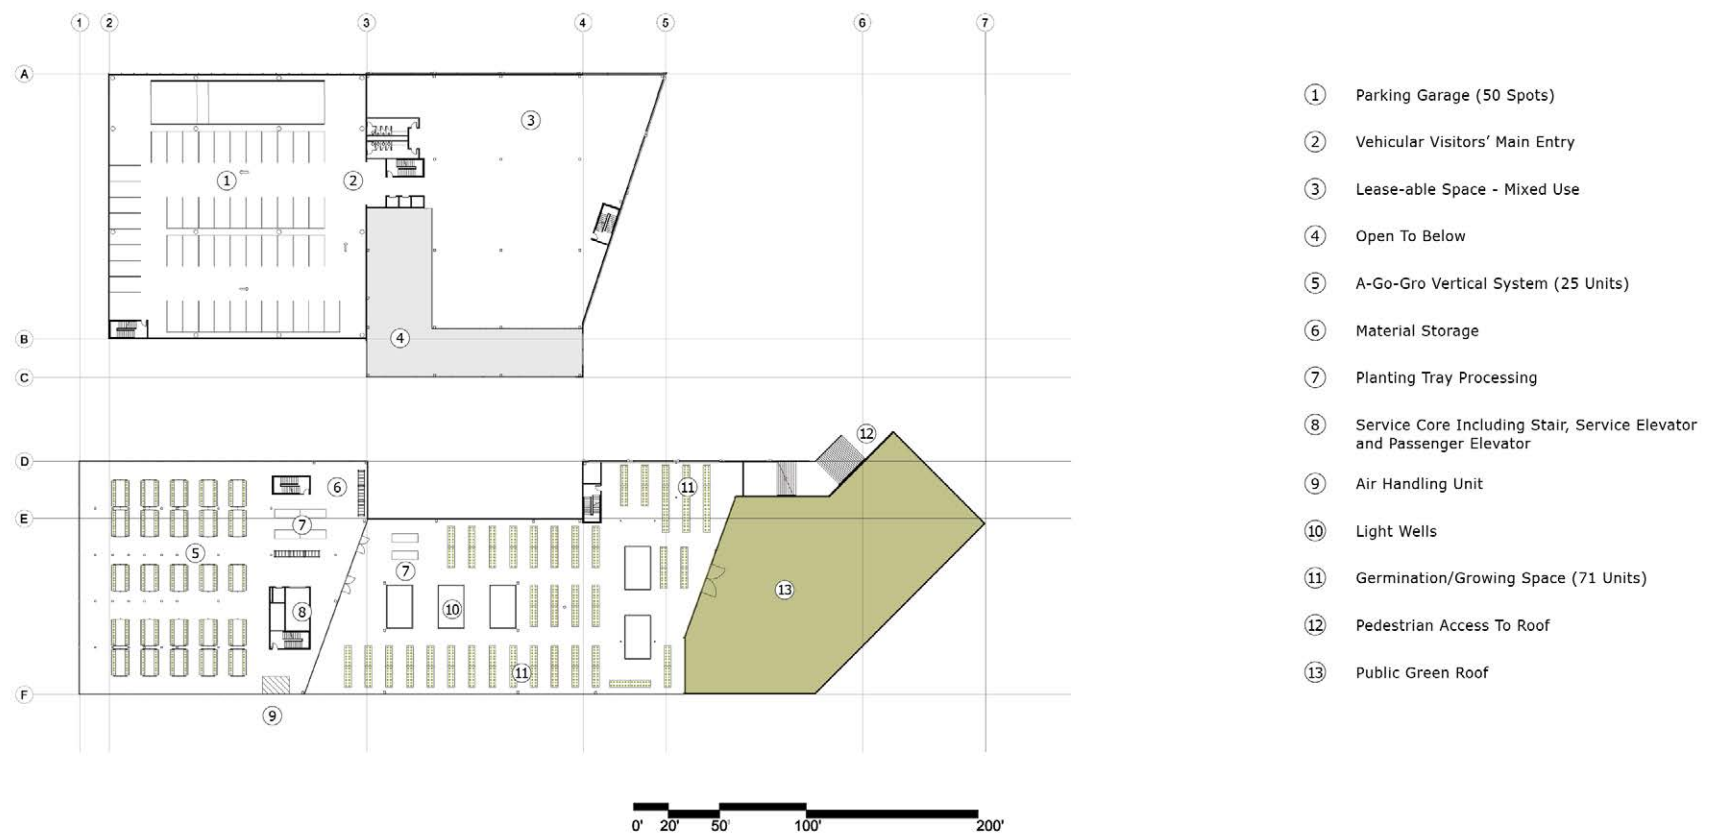 1 2 3 4 5 6 7
A
B
C
D
E
F
1
2
3
4
12
11
6
7
5
7
10
8
13
11
9
1 Parking Garage (50 Spots)
2 Vehicular Visitors’ Main Entry
3 Lease-able Space - Mixed Use
4 Open To Below
5 A-Go-Gro Vertical System (25 Units)
6 Material Storage
7 Planting Tray Processing
8 Service Core Including Stair, Service Elevator
and Passenger Elevator
9 Air Handling Unit
10 Light Wells
11 Germination/Growing Space (71 Units)
12 Pedestrian Access To Roof
13 Public Green Roof
0' 20' 50' 100' 200'